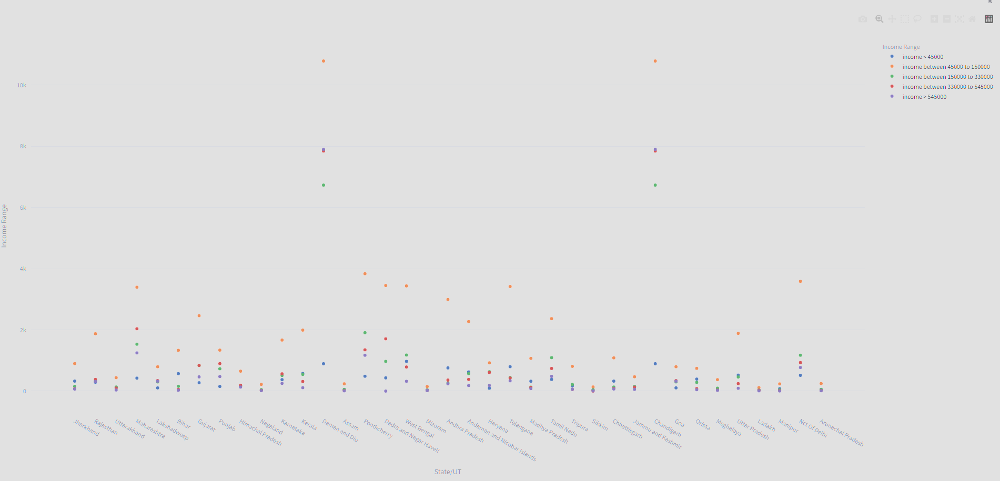 Income Range
income < 45000
income between 45000 to 150000
income between 150000 to 330000
income between 330000 to 545000
income > 545000
10k
8k
6k
4k
2k
0
Income Range
Jharkhand
Rajasthan
Uttarakhand
Maharashtra
Lakshadweep
Bihar
Gujarat
Punjab
Himachal Pradesh
Nagaland
Karnataka
Kerala
Daman and Diu
Assam
Pondicherry
Dadra and Nagar Haveli
West Bengal
Mizoram
Andhra Pradesh
Andaman and Nicobar Islands
Haryana
Telangana
Madhya Pradesh
Tamil Nadu
Tripura
Sikkim
Chhattisgarh
Jammu and Kashmir
Chandigarh
Goa
Orissa
Meghalaya
Uttar Pradesh
Ladakh
Manipur
Nct Of Delhi
Arunachal Pradesh
State/UT